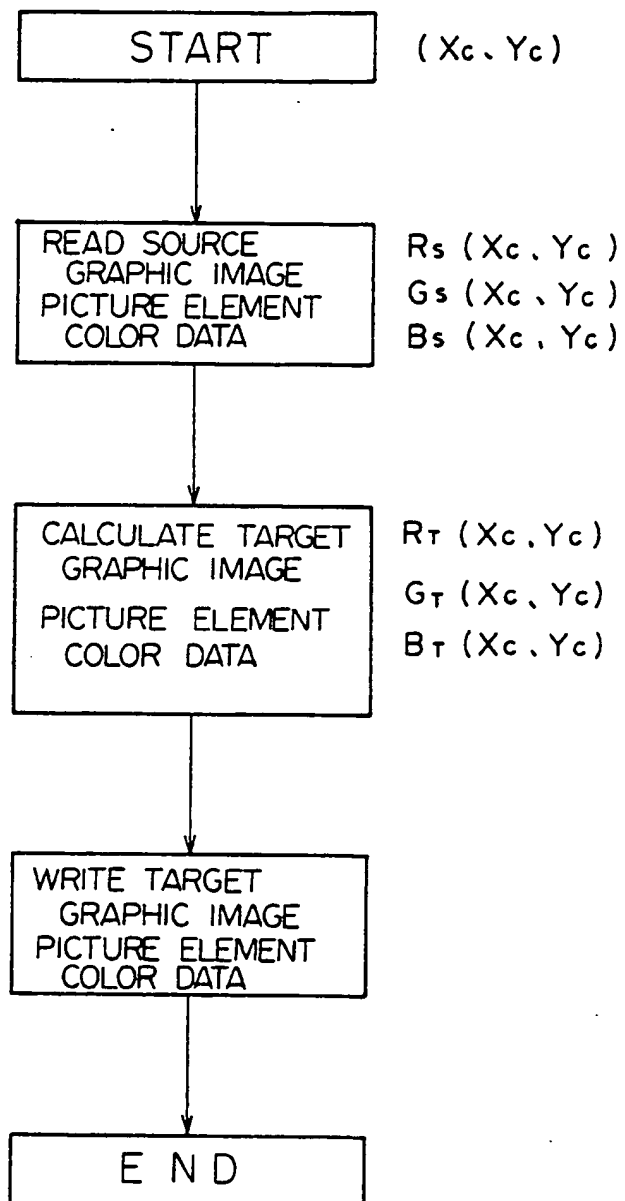 START (Xc、Yc)
READ SOURCE
GRAPHIC IMAGE
PICTURE ELEMENT
COLOR DATA
Rs (Xc、Yc)
Gs (Xc、Yc)
Bs (Xc、Yc)
CALCULATE TARGET
GRAPHIC IMAGE
PICTURE ELEMENT
COLOR DATA
RT (Xc、Yc)
GT (Xc、Yc)
BT (Xc、Yc)
WRITE TARGET
GRAPHIC IMAGE
PICTURE ELEMENT
COLOR DATA
END